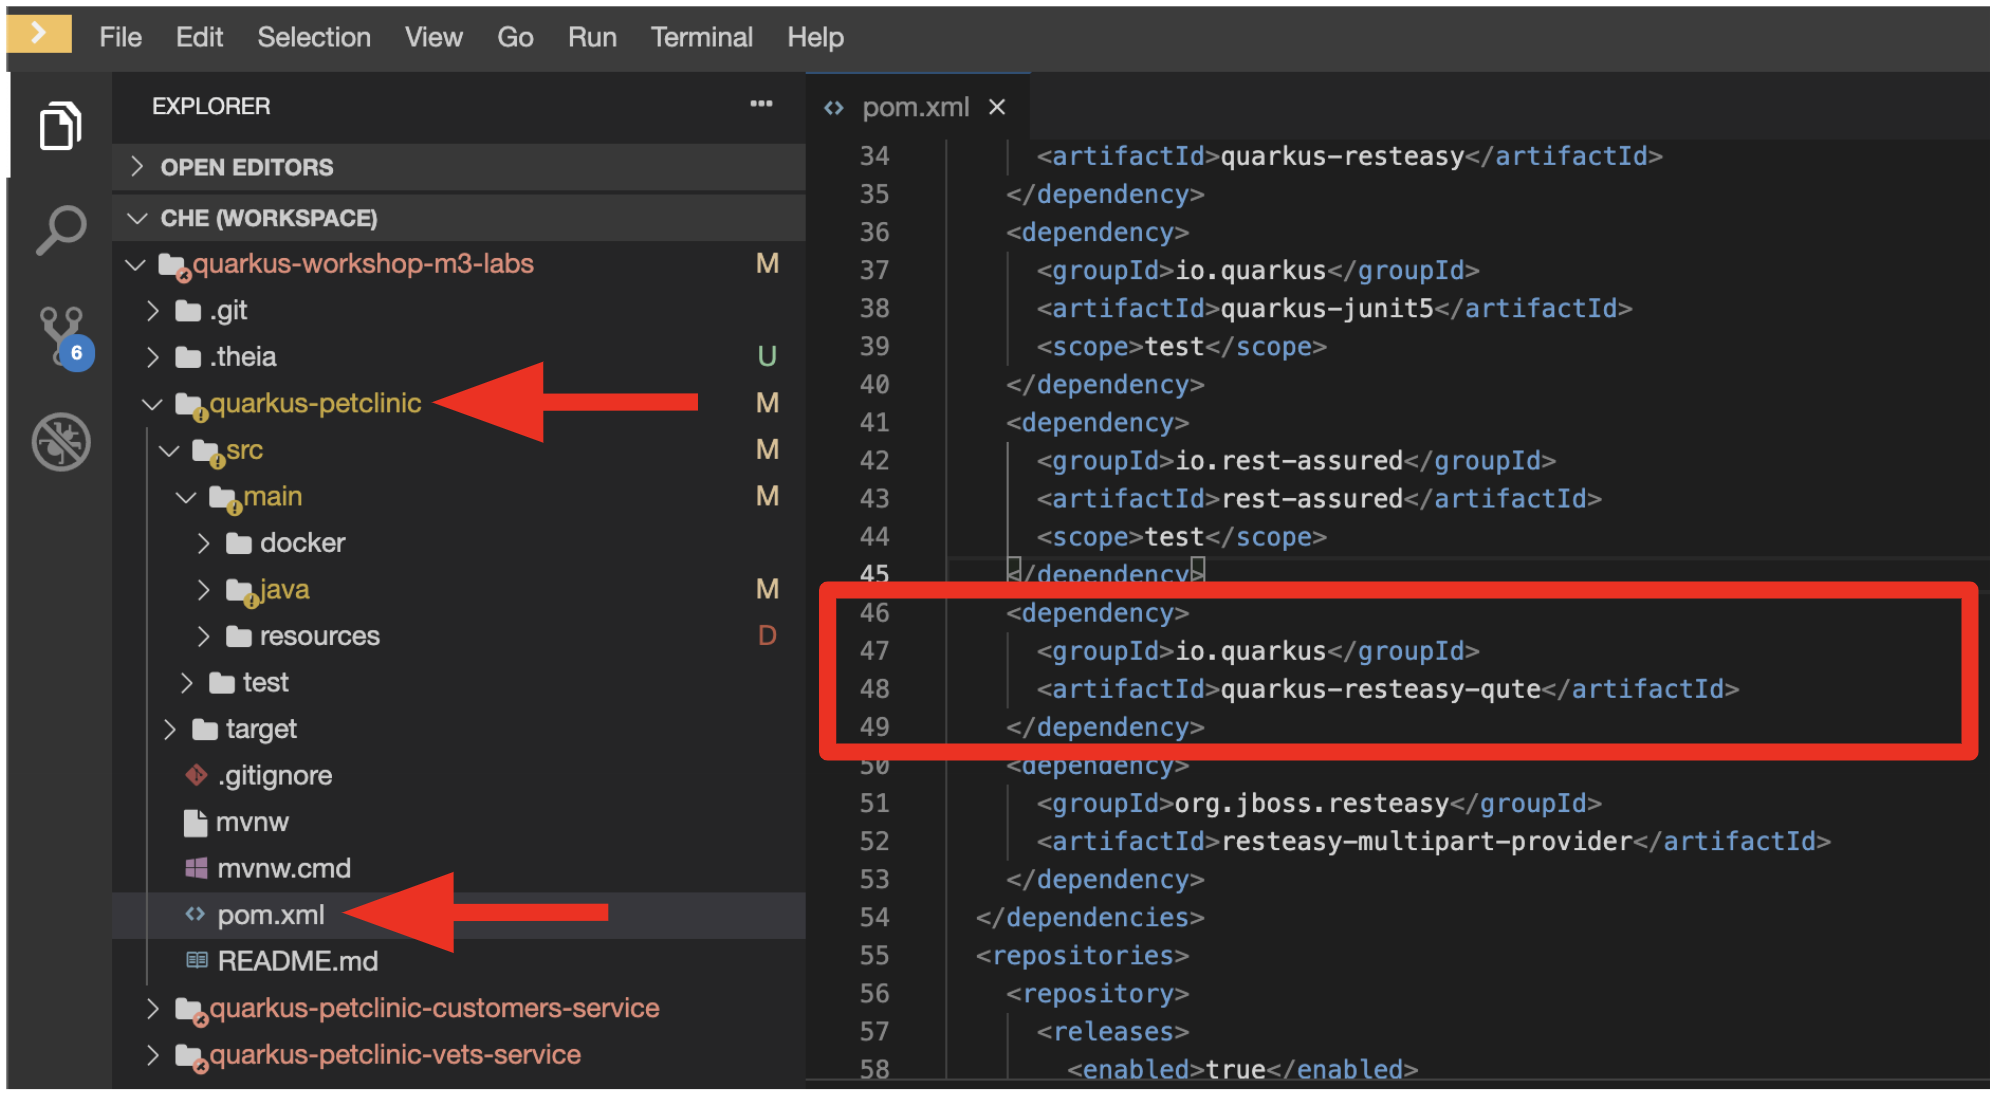 File Edit Selection View Go Run Terminal Help
EXPLORER
OPEN EDITORS
CHE (WORKSPACE)
quarkus-workshop-m3-labs M
.git
.theia U
quarkus-petclinic M
src M
main M
docker
java M
resources D
test
target
.gitignore
mvnw
mvnw.cmd
pom.xml
README.md
quarkus-petclinic-customers-service
quarkus-petclinic-vets-service
6
pom.xml
34 <artifactId>quarkus-resteasy</artifactId>
35 </dependency>
36 <dependency>
37 <groupId>io.quarkus</groupId>
38 <artifactId>quarkus-junit5</artifactId>
39 <scope>test</scope>
40 </dependency>
41 <dependency>
42 <groupId>io.rest-assured</groupId>
43 <artifactId>rest-assured</artifactId>
44 <scope>test</scope>
45 </dependency>
46 <dependency>
47 <groupId>io.quarkus</groupId>
48 <artifactId>quarkus-resteasy-qute</artifactId>
49 </dependency>
50 <dependency>
51 <groupId>org.jboss.resteasy</groupId>
52 <artifactId>resteasy-multipart-provider</artifactId>
53 </dependency>
54 </dependencies>
55 <repositories>
56 <repository>
57 <releases>
58 <enabled>true</enabled>